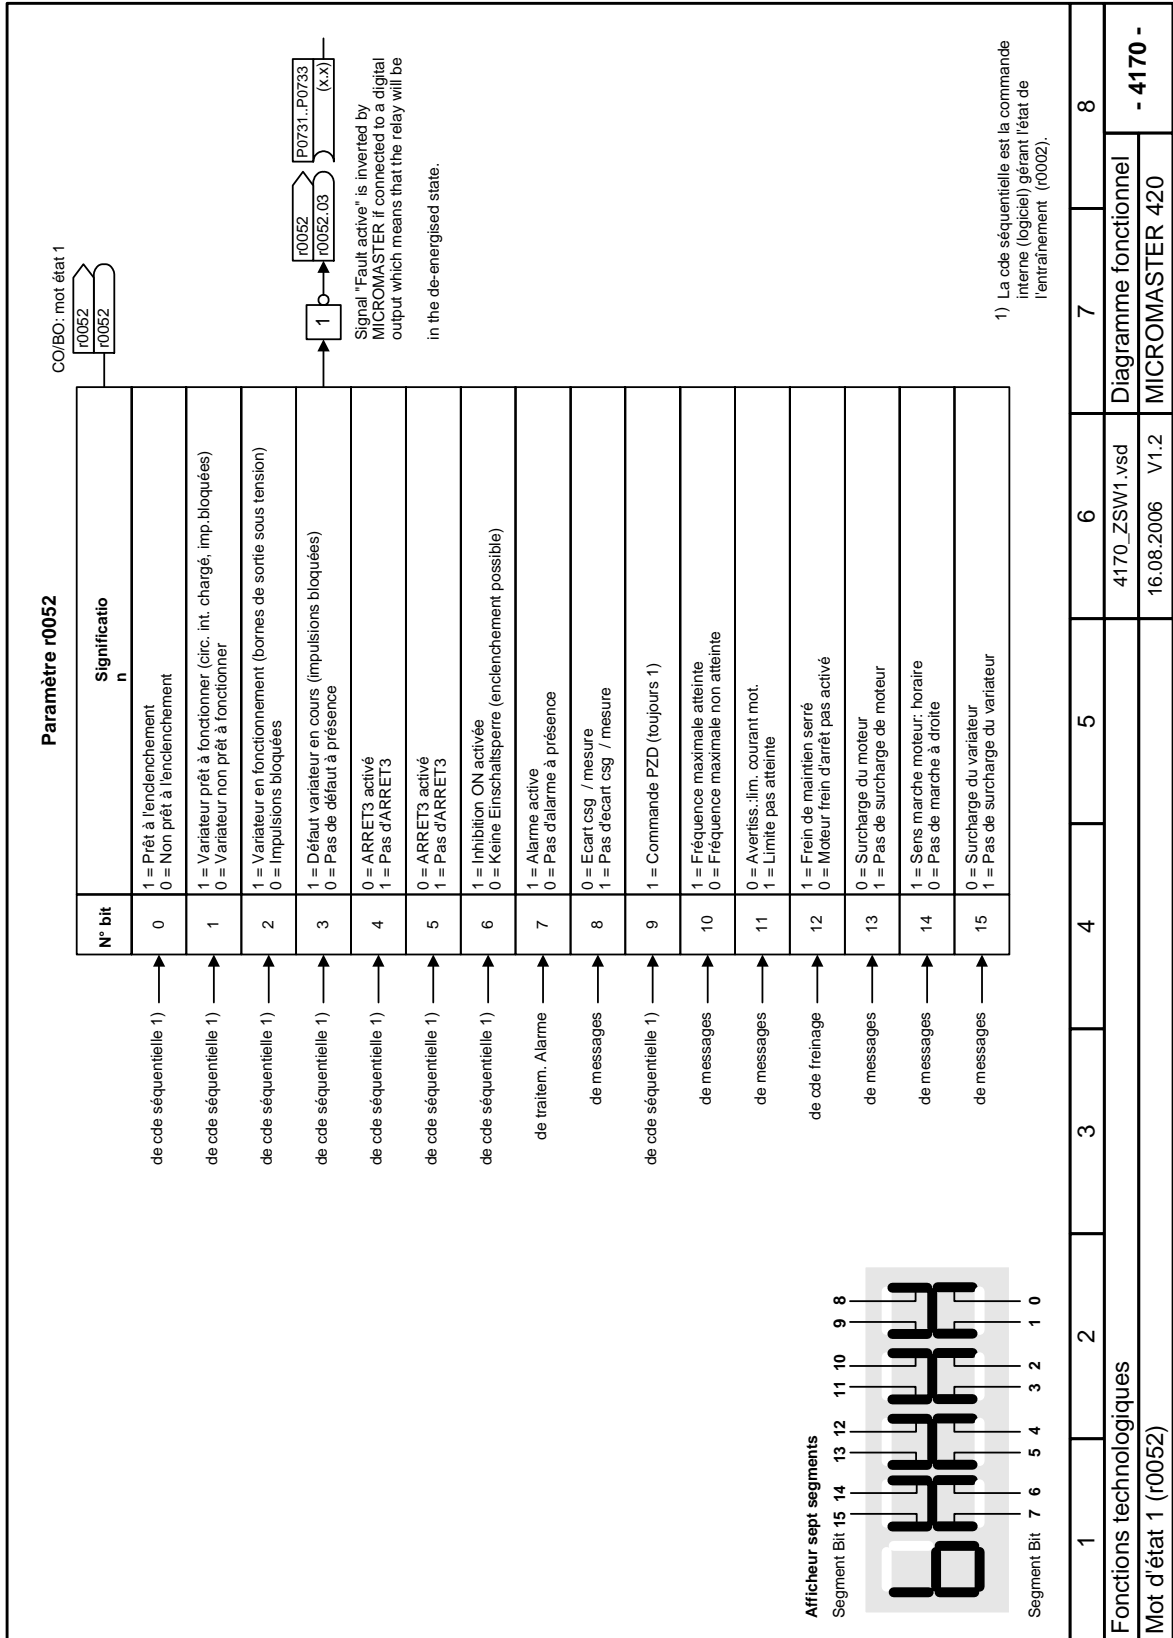 Paramètre r0052
CO/BO: mot état 1
r0052
r0052
N° bit
Significatio
n
de cde séquentielle 1)
0
1 = Prêt à l'enclenchement
0 = Non prêt à l'enclenchement
de cde séquentielle 1)
1
1 = Variateur prêt à fonctionner (circ. int. chargé, imp.bloquées)
0 = Variateur non prêt à fonctionner
de cde séquentielle 1)
2
1 = Variateur en fonctionnement (bornes de sortie sous tension)
0 = Impulsions bloquées
de cde séquentielle 1)
3
1 = Défaut variateur en cours (impulsions bloquées)
0 = Pas de défaut à présence
1
r0052
r0052.03
P0731..P0733
(x.x)
Signal "Fault active" is inverted by
MICROMASTER if connected to a digital
output which means that the relay will be
in the de-energised state.
de cde séquentielle 1)
4
0 = ARRET3 activé
1 = Pas d'ARRET3
de cde séquentielle 1)
5
0 = ARRET3 activé
1 = Pas d'ARRET3
de cde séquentielle 1)
6
1 = Inhibition ON activée
0 = Keine Einschaltsperre (enclenchement possible)
de traitem. Alarme
7
1 = Alarme active
0 = Pas d'alarme à présence
de messages
8
0 = Ecart csg / mesure
1 = Pas d'ecart csg / mesure
de cde séquentielle 1)
9
1 = Commande PZD (toujours 1)
de messages
10
1 = Fréquence maximale atteinte
0 = Fréquence maximale non atteinte
de messages
11
0 = Avertiss.:lim. courant mot.
1 = Limite pas atteinte
de cde freinage
12
1 = Frein de maintien serré
0 = Moteur frein d'arrêt pas activé
de messages
13
0 = Surcharge du moteur
1 = Pas de surcharge de moteur
de messages
14
1 = Sens marche moteur: horaire
0 = Pas de marche à droite
de messages
15
0 = Surcharge du variateur
1 = Pas de surcharge du variateur
Afficheur sept segments
Segment Bit 15 14 13 12 11 10 9 8
Segment Bit 7 6 5 4 3 2 1 0
1) La cde séquentielle est la commande
interne (logiciel) gérant l'état de
l'entraînement (r0002).
1 2 3 4 5 6 7 8
Fonctions technologiques
4170_ZSW1.vsd
Diagramme fonctionnel
- 4170 -
Mot d'état 1 (r0052)
16.08.2006 V1.2
MICROMASTER 420